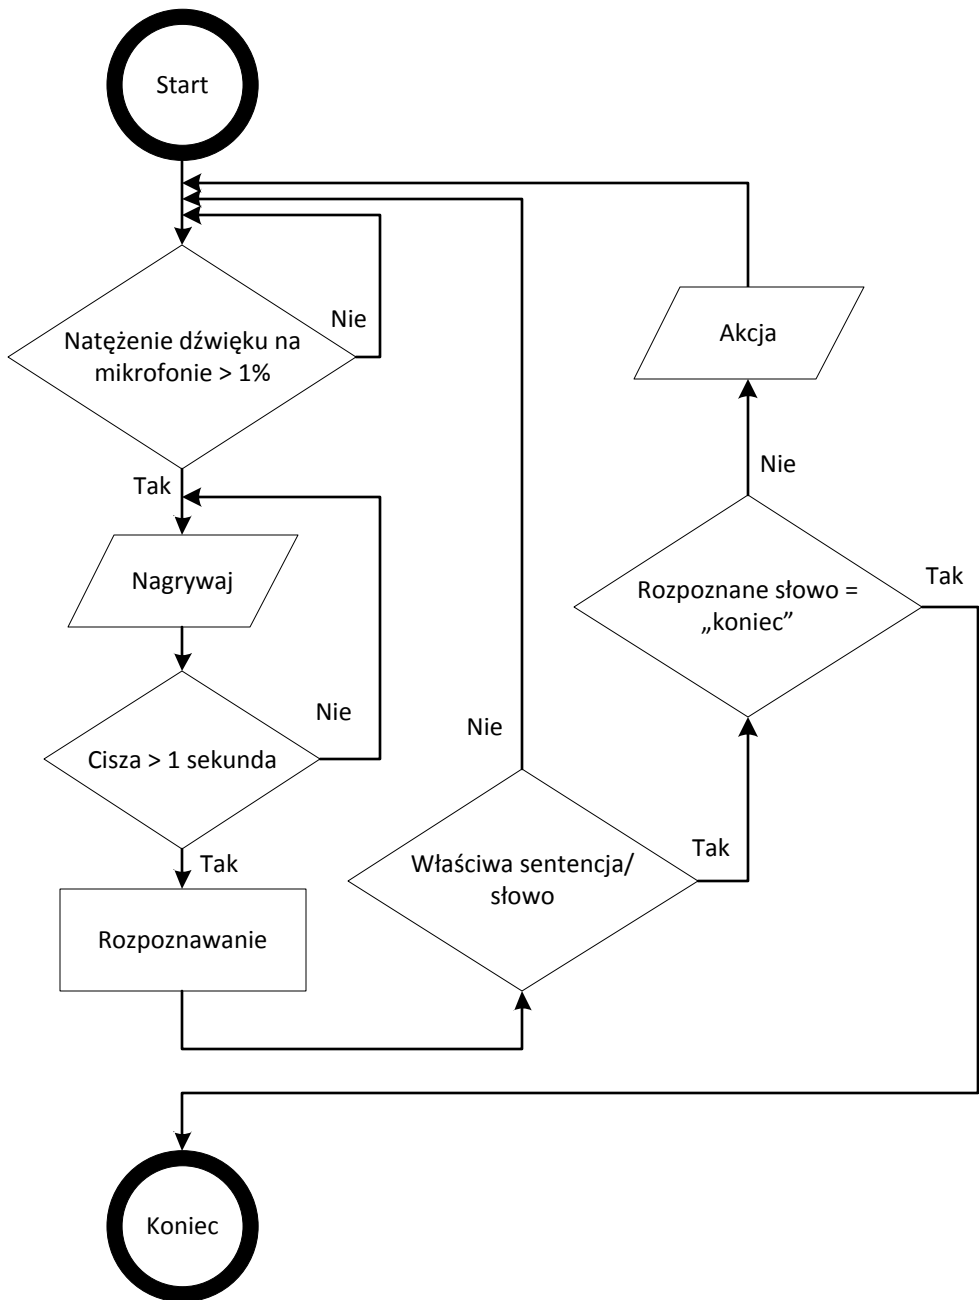 Start
Natężenie dźwięku na
mikrofonie > 1%
Nie
Tak
Nagrywaj
Cisza > 1 sekunda
Nie
Tak
Rozpoznawanie
Właściwa sentencja/
słowo
Nie
Tak
Rozpoznane słowo =
„koniec”
Nie
Tak
Akcja
Koniec